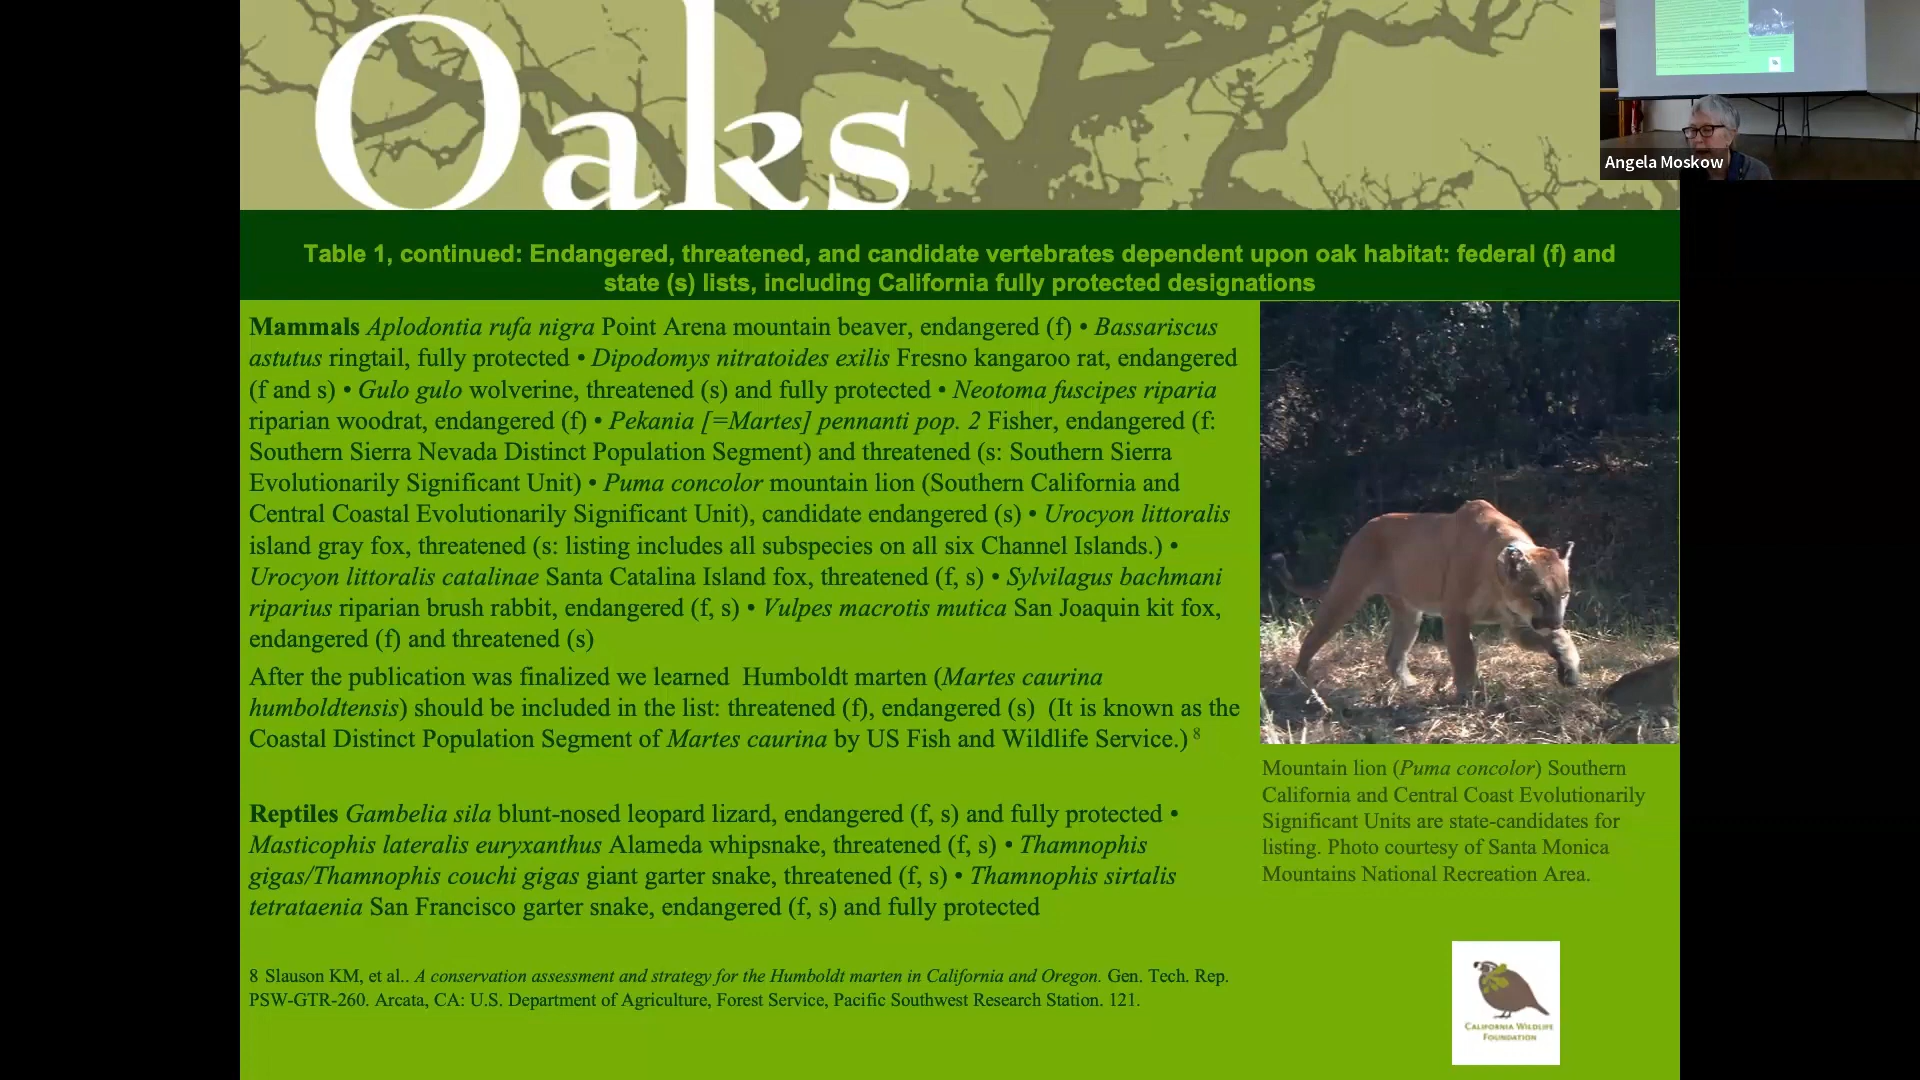 Oaks
Angela Moskow
Table 1, continued: Endangered, threatened, and candidate vertebrates dependent upon oak habitat: federal (f) and
state (s) lists, including California fully protected designations
Mammals Aplodontia rufa nigra Point Arena mountain beaver, endangered (f) • Bassariscus
astutus ringtail, fully protected • Dipodomys nitratoides exilis Fresno kangaroo rat, endangered
(f and s) • Gulo gulo wolverine, threatened (s) and fully protected • Neotoma fuscipes riparia
riparian woodrat, endangered (f) • Pekania [=Martes] pennanti pop. 2 Fisher, endangered (f:
Southern Sierra Nevada Distinct Population Segment) and threatened (s: Southern Sierra
Evolutionarily Significant Unit) • Puma concolor mountain lion (Southern California and
Central Coastal Evolutionarily Significant Unit), candidate endangered (s) • Urocyon littoralis
island gray fox, threatened (s: listing includes all subspecies on all six Channel Islands.) •
Urocyon littoralis catalinae Santa Catalina Island fox, threatened (f, s) • Sylvilagus bachmani
riparius riparian brush rabbit, endangered (f, s) • Vulpes macrotis mutica San Joaquin kit fox,
endangered (f) and threatened (s)
After the publication was finalized we learned Humboldt marten (Martes caurina
humboldtensis) should be included in the list: threatened (f), endangered (s) (It is known as the
Coastal Distinct Population Segment of Martes caurina by US Fish and Wildlife Service.) 8
Reptiles Gambelia sila blunt-nosed leopard lizard, endangered (f, s) and fully protected •
Masticophis lateralis euryxanthus Alameda whipsnake, threatened (f, s) • Thamnophis
gigas/Thamnophis couchi gigas giant garter snake, threatened (f, s) • Thamnophis sirtalis
tetrataenia San Francisco garter snake, endangered (f, s) and fully protected
8 Slauson KM, et al.. A conservation assessment and strategy for the Humboldt marten in California and Oregon. Gen. Tech. Rep.
PSW-GTR-260. Arcata, CA: U.S. Department of Agriculture, Forest Service, Pacific Southwest Research Station. 121.
Mountain lion (Puma concolor) Southern
California and Central Coast Evolutionarily
Significant Units are state-candidates for
listing. Photo courtesy of Santa Monica
Mountains National Recreation Area.
CALIFORNIA WILDLIFE
FOUNDATION